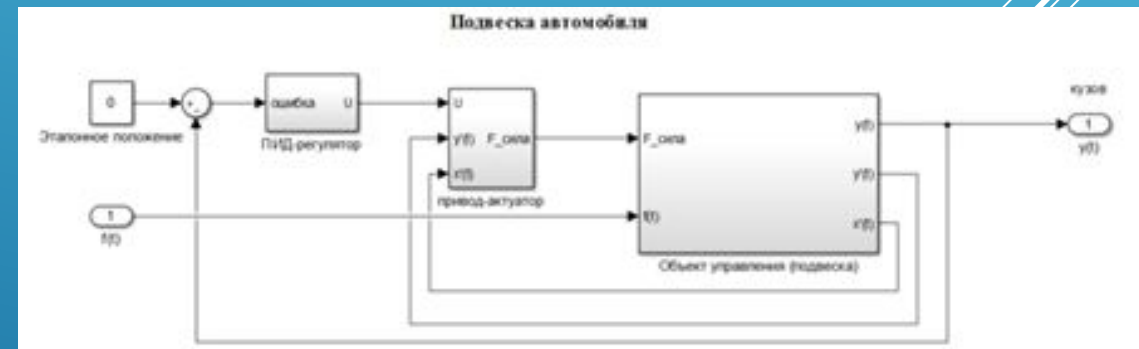 Подвеска автомобиля
0
Эталонное положение
+
-
ошибка U
ПИД-регулятор
U
y'(t) F_сила
x'(t)
привод-актуатор
1
f(t)
F_сила
f(t)
y(t)
y'(t)
x'(t)
Объект управления (подвеска)
кузов
1
y(t)